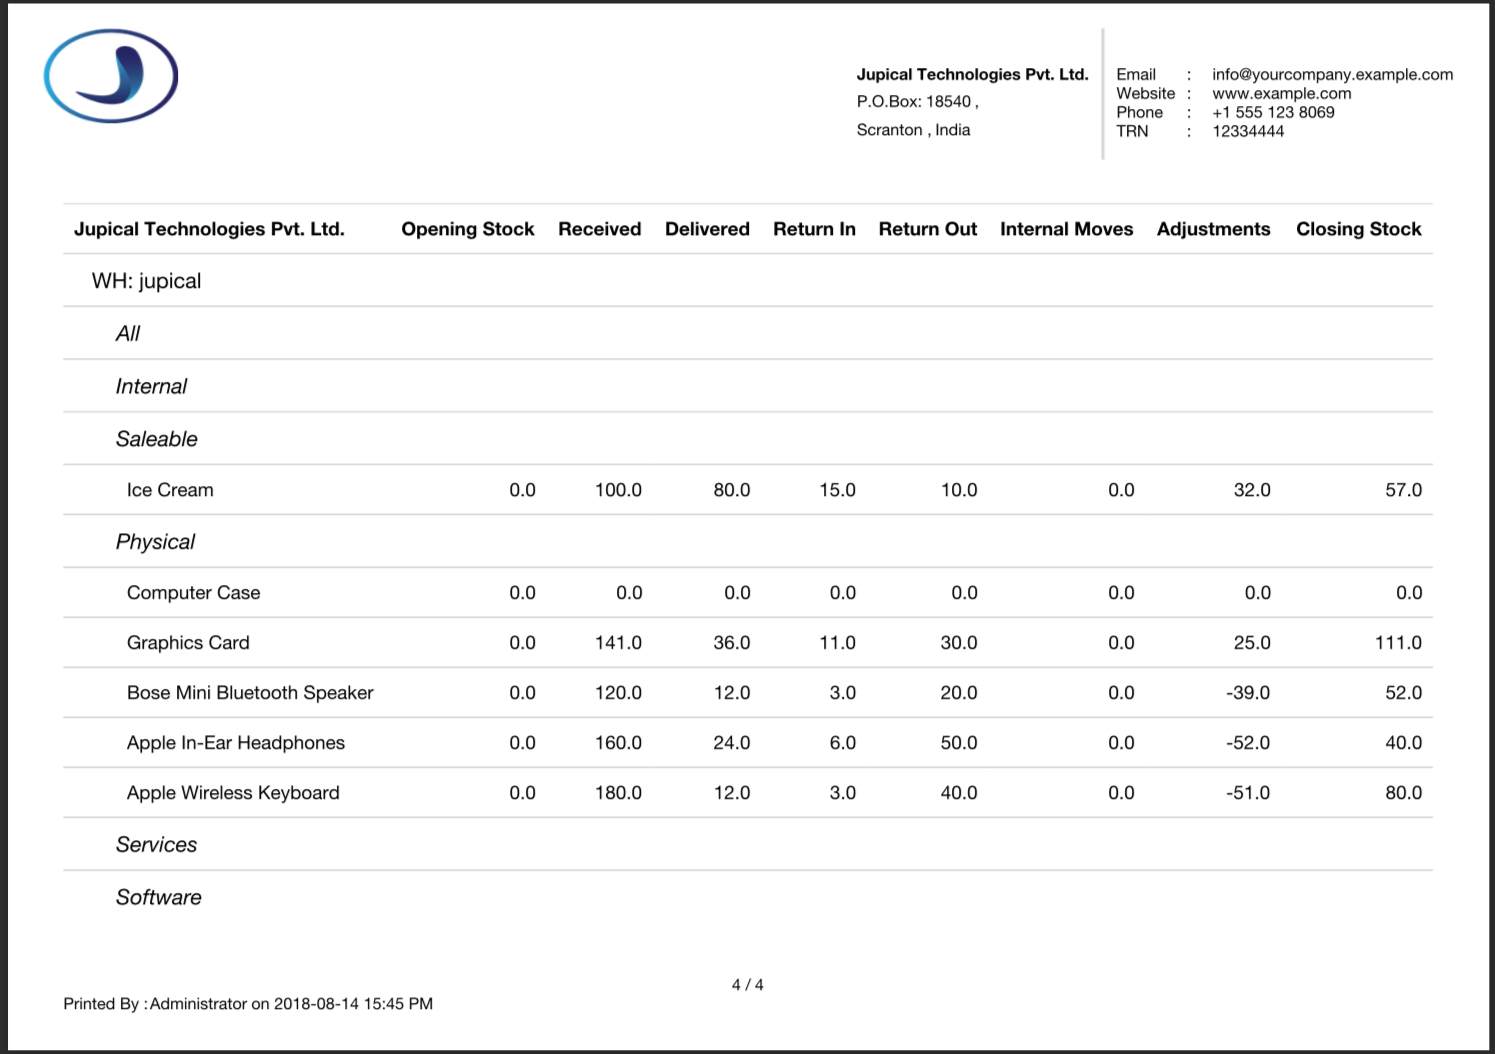 Jupical Technologies Pvt. Ltd.
P.O.Box: 18540 ,
Scranton , India
Email : info@yourcompany.example.com
Website : www.example.com
Phone : +1 555 123 8069
TRN : 12334444
Jupical Technologies Pvt. Ltd. Opening Stock Received Delivered Return In Return Out Internal Moves Adjustments Closing Stock
WH: jupical
All
Internal
Saleable
Ice Cream 0.0 100.0 80.0 15.0 10.0 0.0 32.0 57.0
Physical
Computer Case 0.0 0.0 0.0 0.0 0.0 0.0 0.0 0.0
Graphics Card 0.0 141.0 36.0 11.0 30.0 0.0 25.0 111.0
Bose Mini Bluetooth Speaker 0.0 120.0 12.0 3.0 20.0 0.0 -39.0 52.0
Apple In-Ear Headphones 0.0 160.0 24.0 6.0 50.0 0.0 -52.0 40.0
Apple Wireless Keyboard 0.0 180.0 12.0 3.0 40.0 0.0 -51.0 80.0
Services
Software
4 / 4
Printed By : Administrator on 2018-08-14 15:45 PM